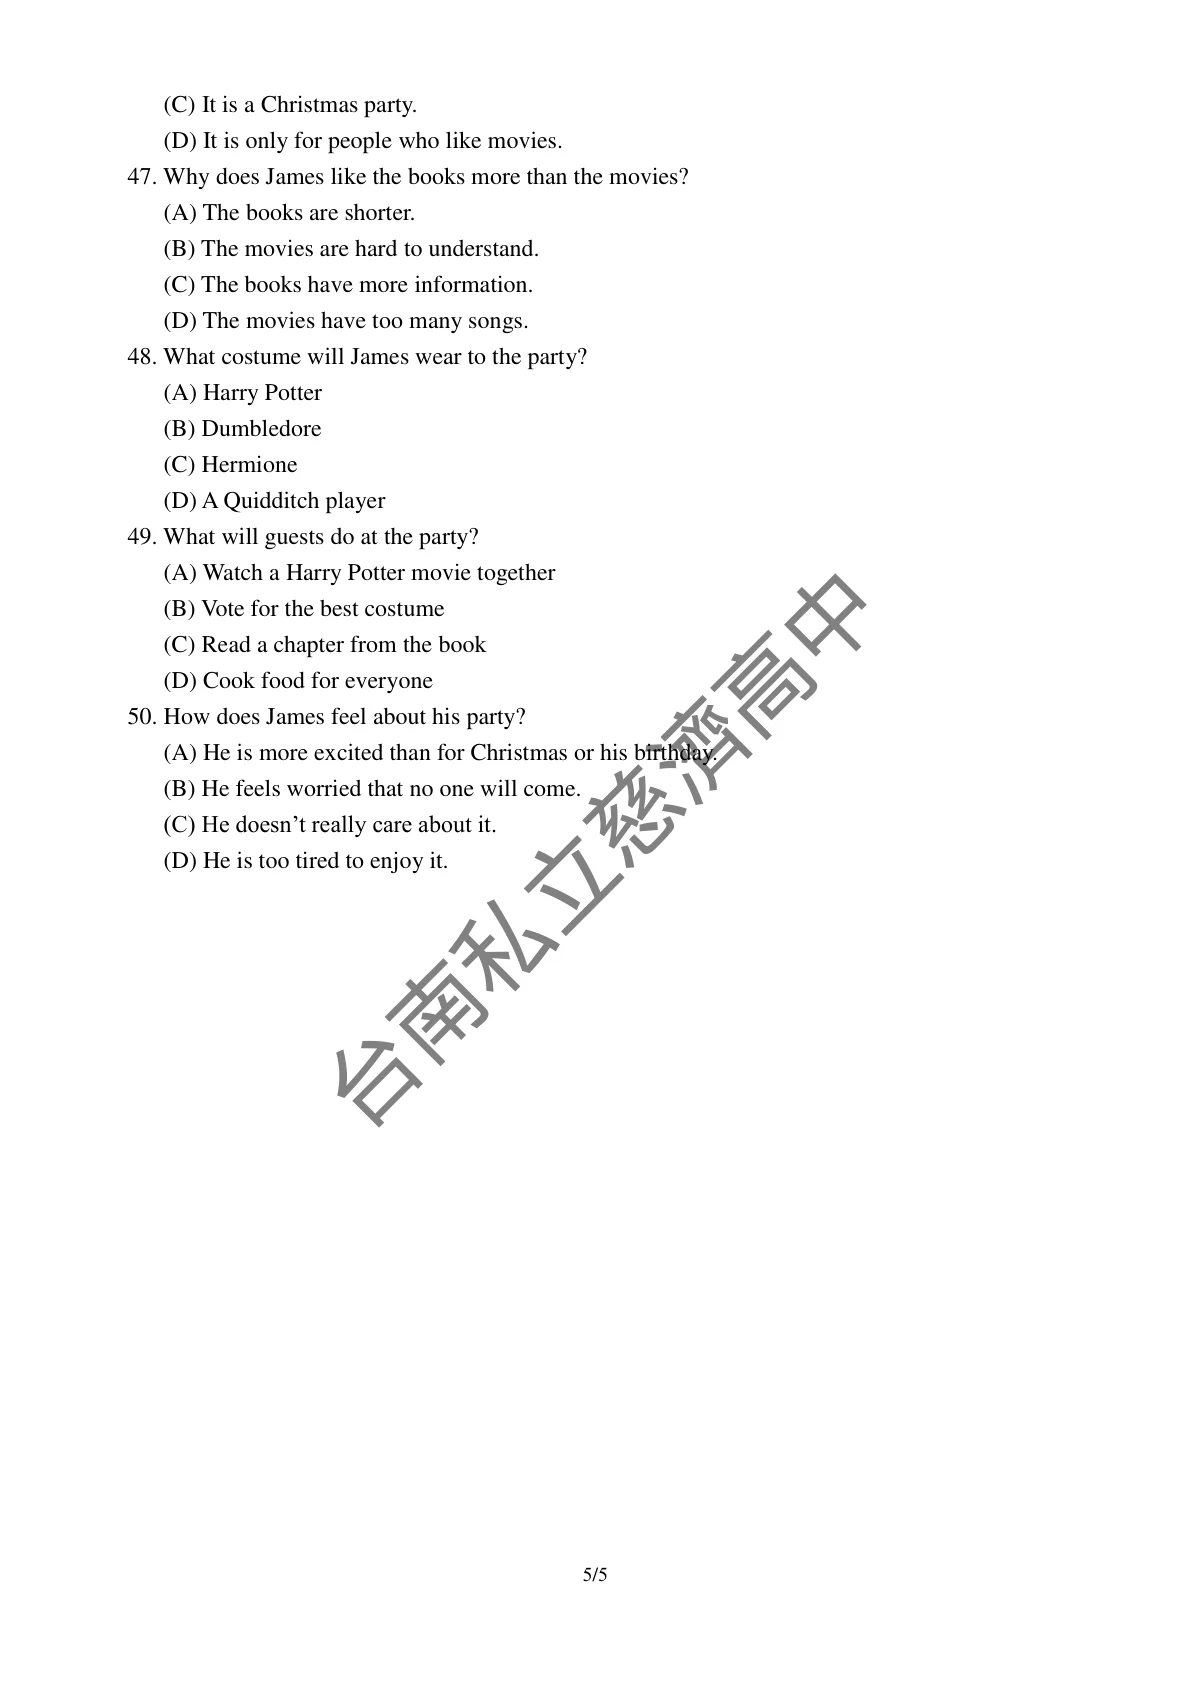 (C) It is a Christmas party.
(D) It is only for people who like movies.
47. Why does James like the books more than the movies?
(A) The books are shorter.
(B) The movies are hard to understand.
(C) The books have more information.
(D) The movies have too many songs.
48. What costume will James wear to the party?
(A) Harry Potter
(B) Dumbledore
(C) Hermione
(D) A Quidditch player
49. What will guests do at the party?
(A) Watch a Harry Potter movie together
(B) Vote for the best costume
(C) Read a chapter from the book
(D) Cook food for everyone
50. How does James feel about his party?
(A) He is more excited than for Christmas or his birthday.
(B) He feels worried that no one will come.
(C) He doesn’t really care about it.
(D) He is too tired to enjoy it.
台南私立慈濟高中
5/5